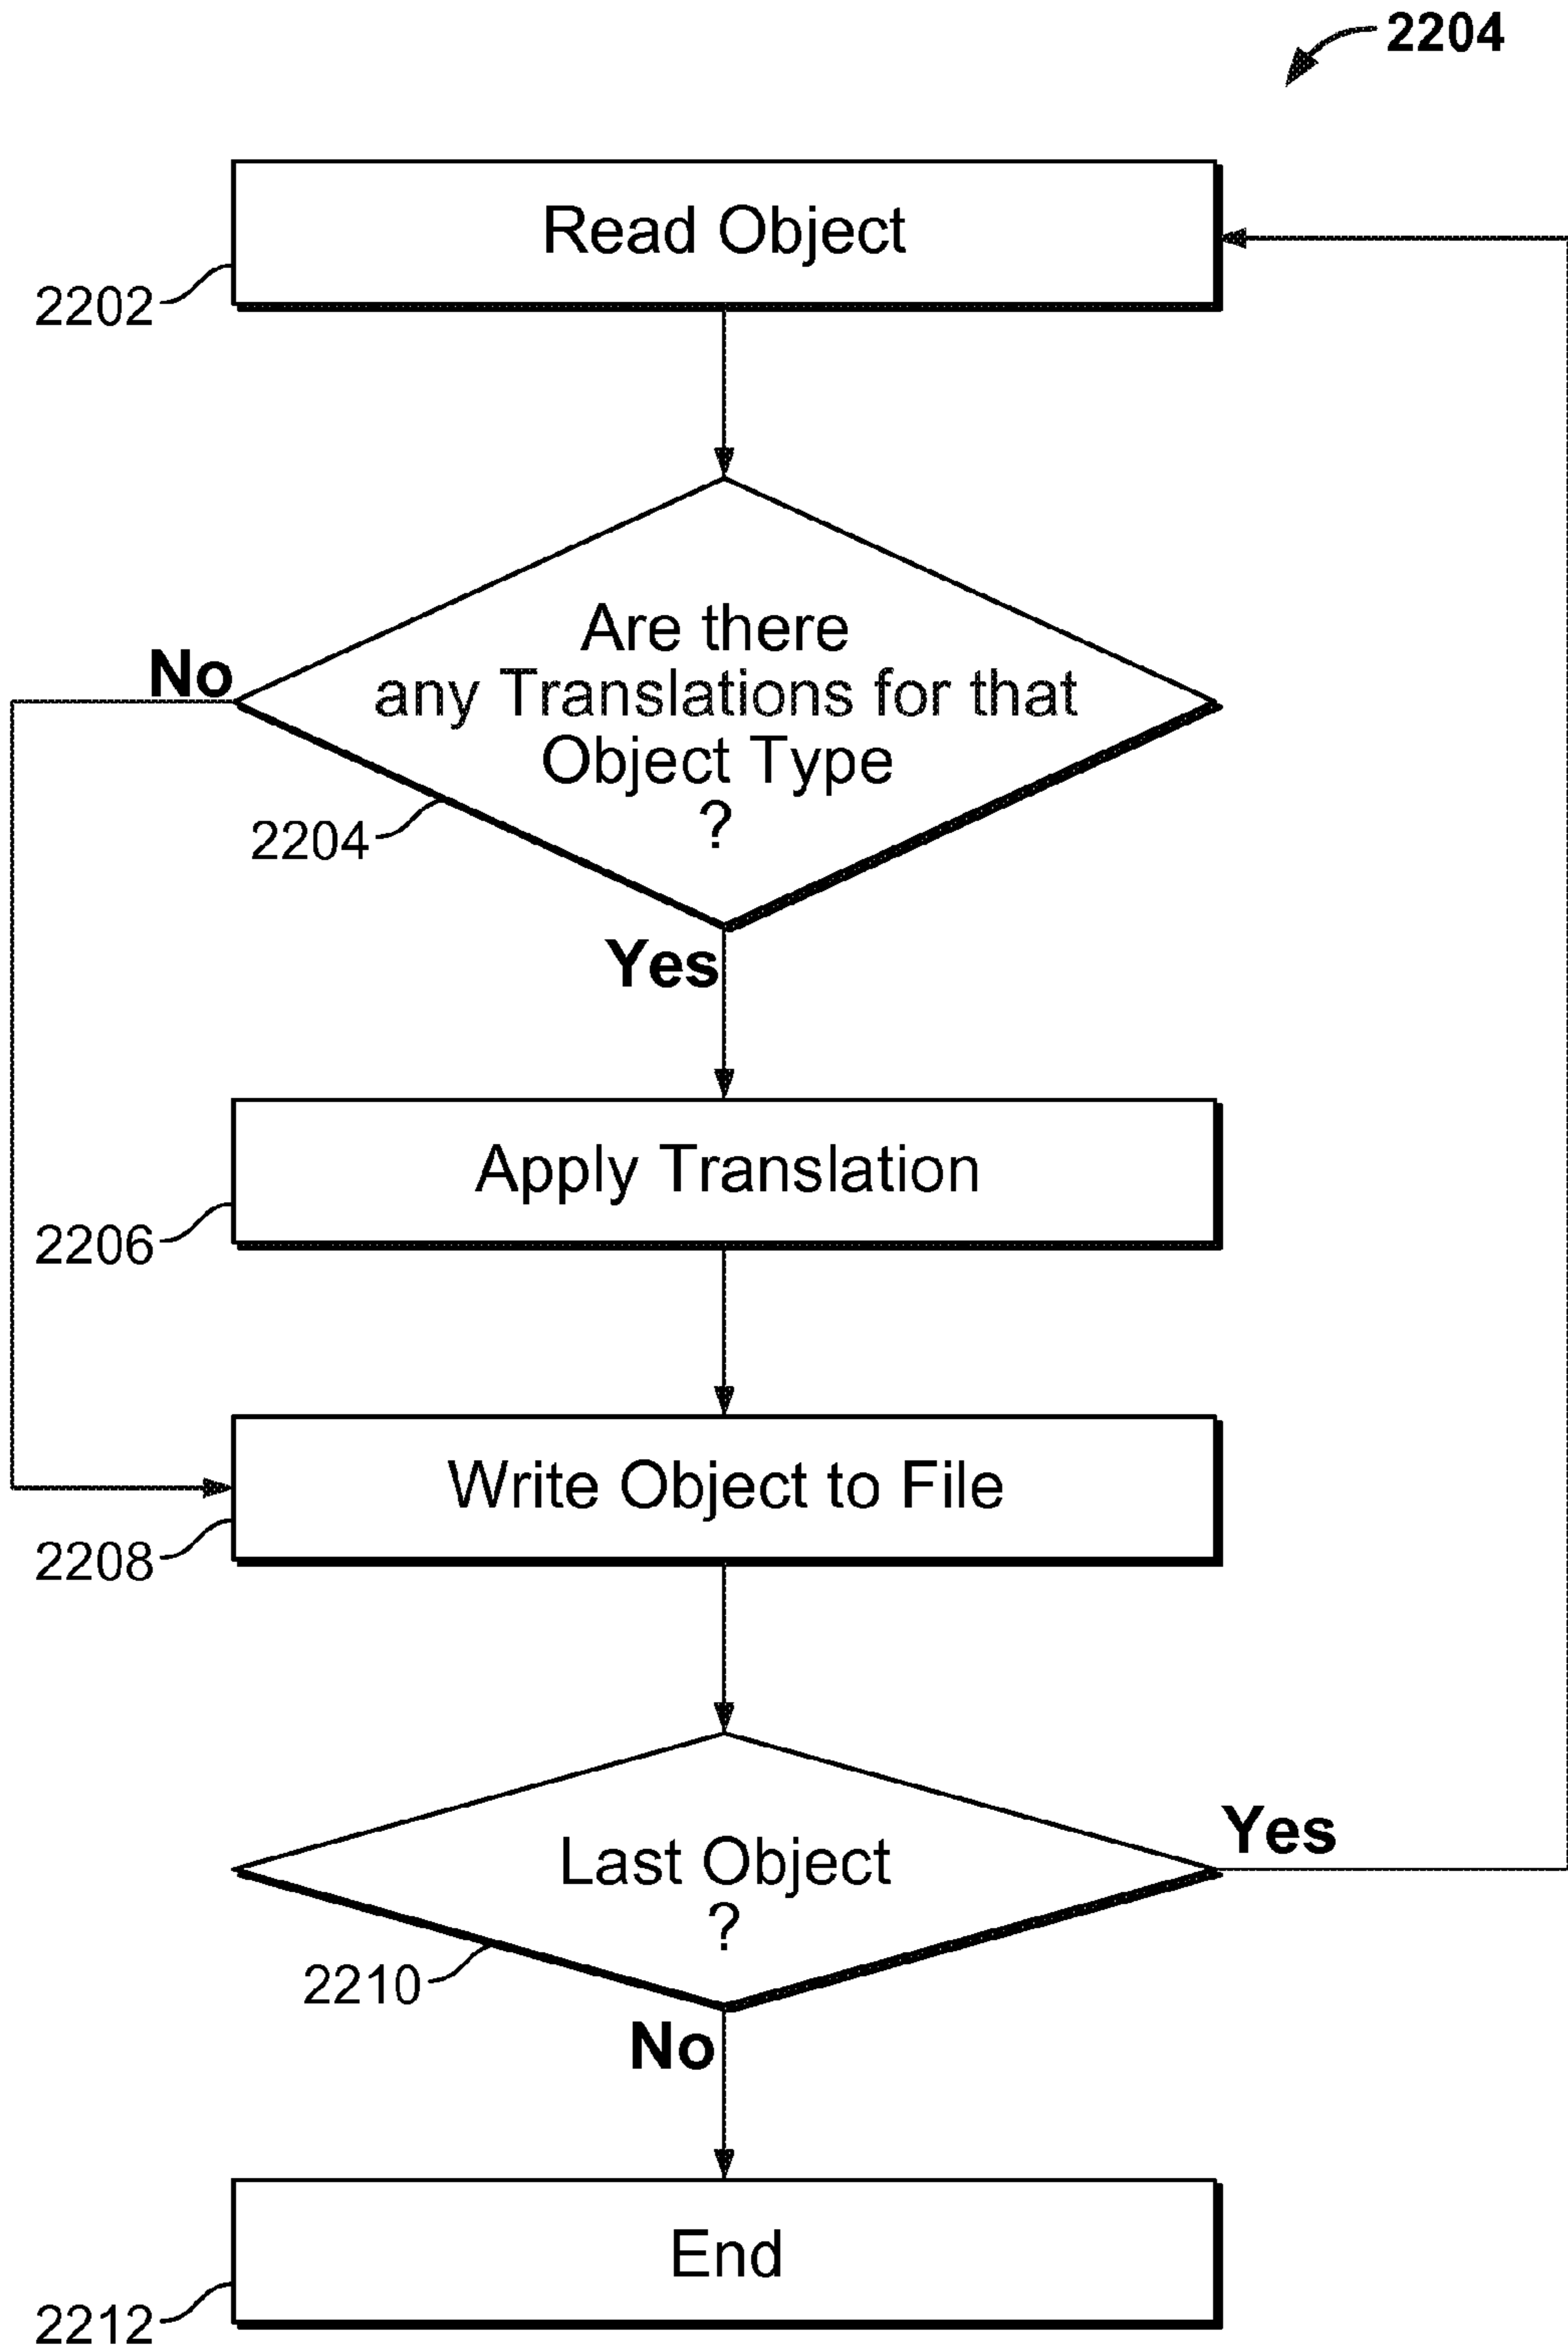 2204
Read Object
2202
Are there
No
any Translations for that
Object Type
?
2204
Yes
Apply Translation
2206
Write Object to File
2208
Yes
Last Object
?
2210
No
End
2212